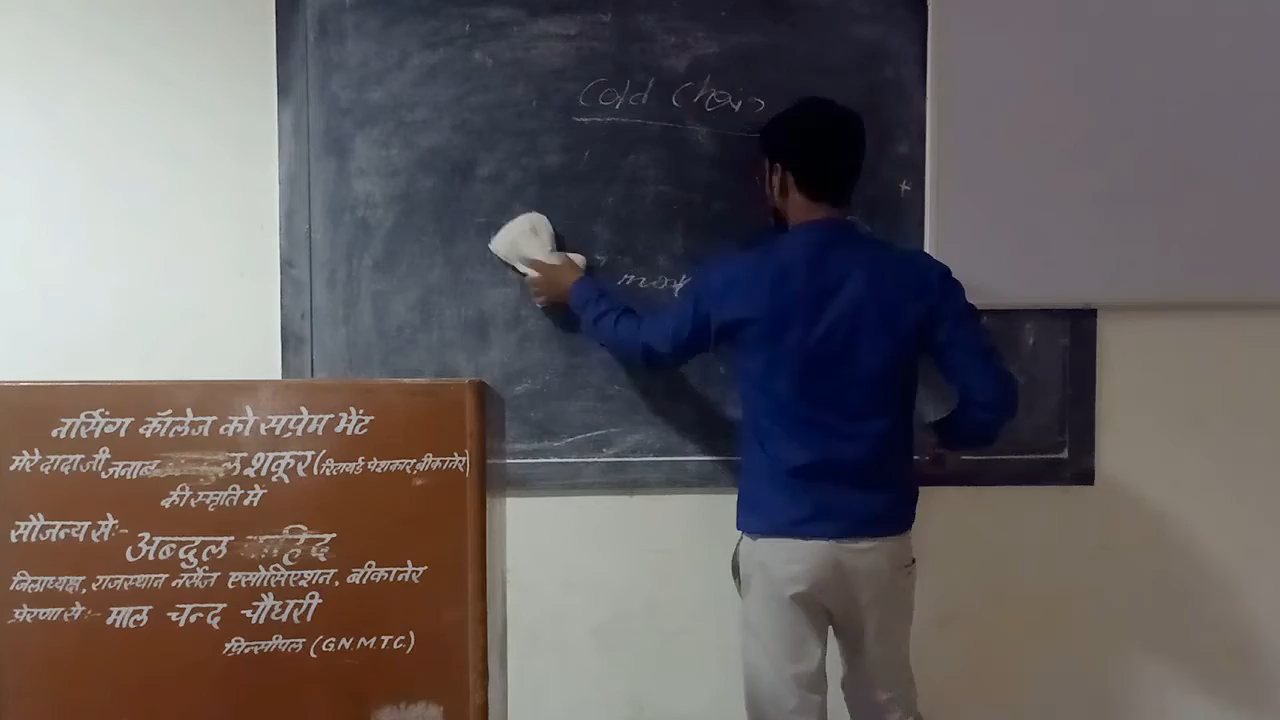 Cold Chain
नर्सिंग कॉलेज को सप्रेम भेंट
मेरे दादाजी जनाब शकूर (रिटायर्ड पेशकार, बीकानेर)
की स्मृति में
सौजन्य से:- अब्दुल
जिलाध्यक्ष, राजस्थान नर्सेज एसोसिएशन, बीकानेर
प्रेरणा से:- माल चन्द चौधरी
प्रिन्सीपल (G.N.M.T.C.)